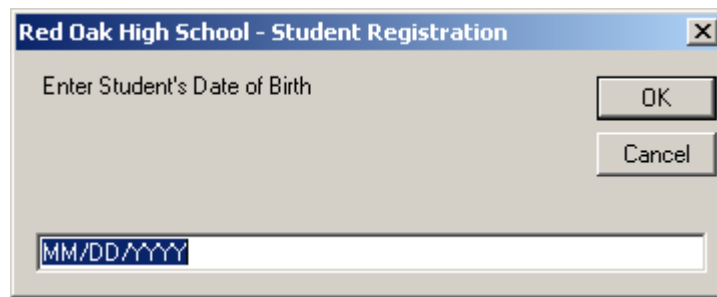 Red Oak High School - Student Registration
Enter Student's Date of Birth
OK
Cancel
MM/DD/YYYY